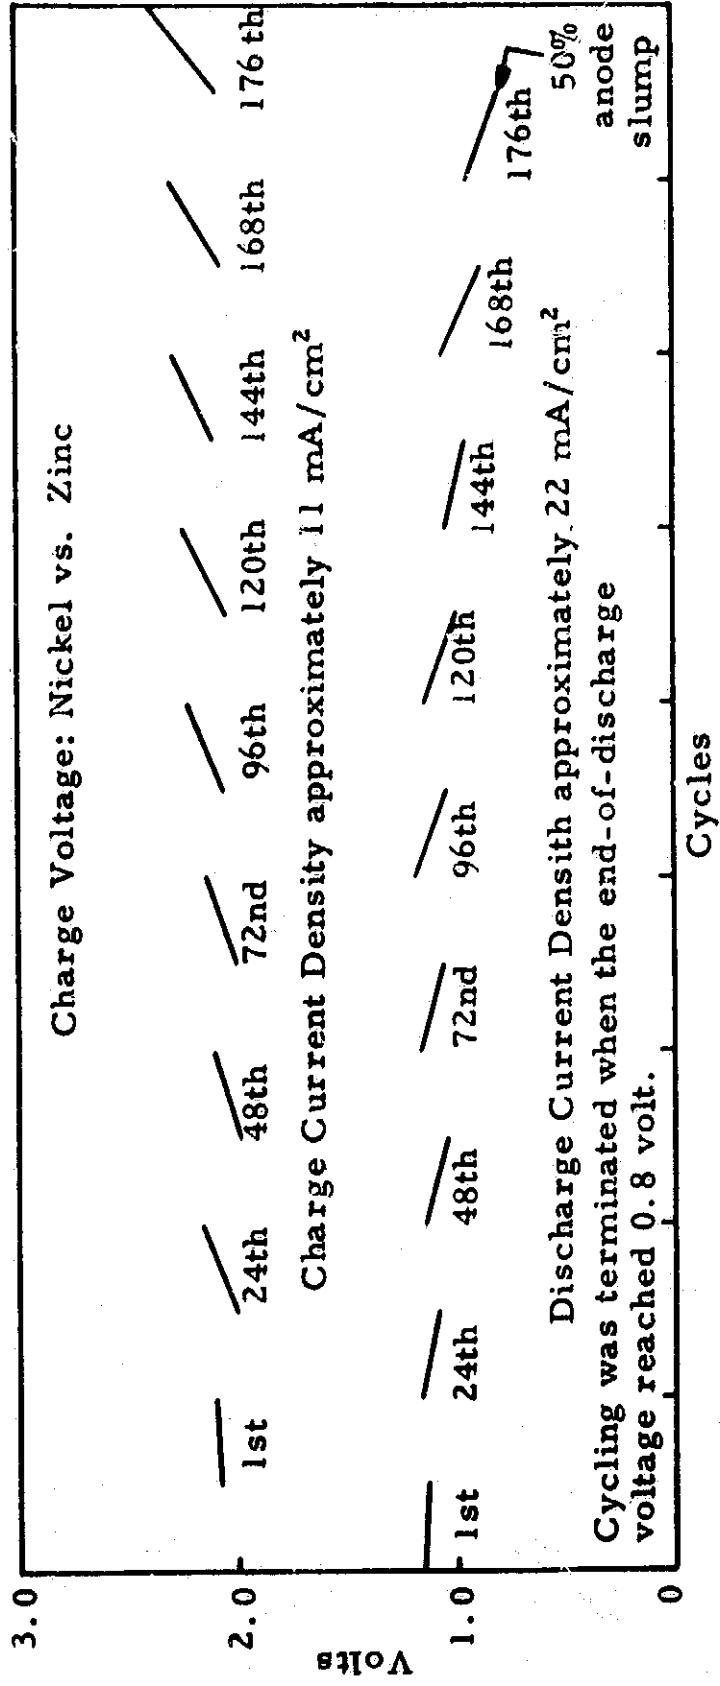 Charge Voltage: Nickel vs. Zinc
3.0
2.0
1.0
0
Volts
1st
24th
48th
72nd
96th
120th
144th
168th
176th
Charge Current Density approximately 11 mA/cm²
1st
24th
48th
72nd
96th
120th
144th
168th
176th
50%
anode
slump
Discharge Current Densith approximately 22 mA/cm²
Cycling was terminated when the end-of-discharge
voltage reached 0.8 volt.
Cycles